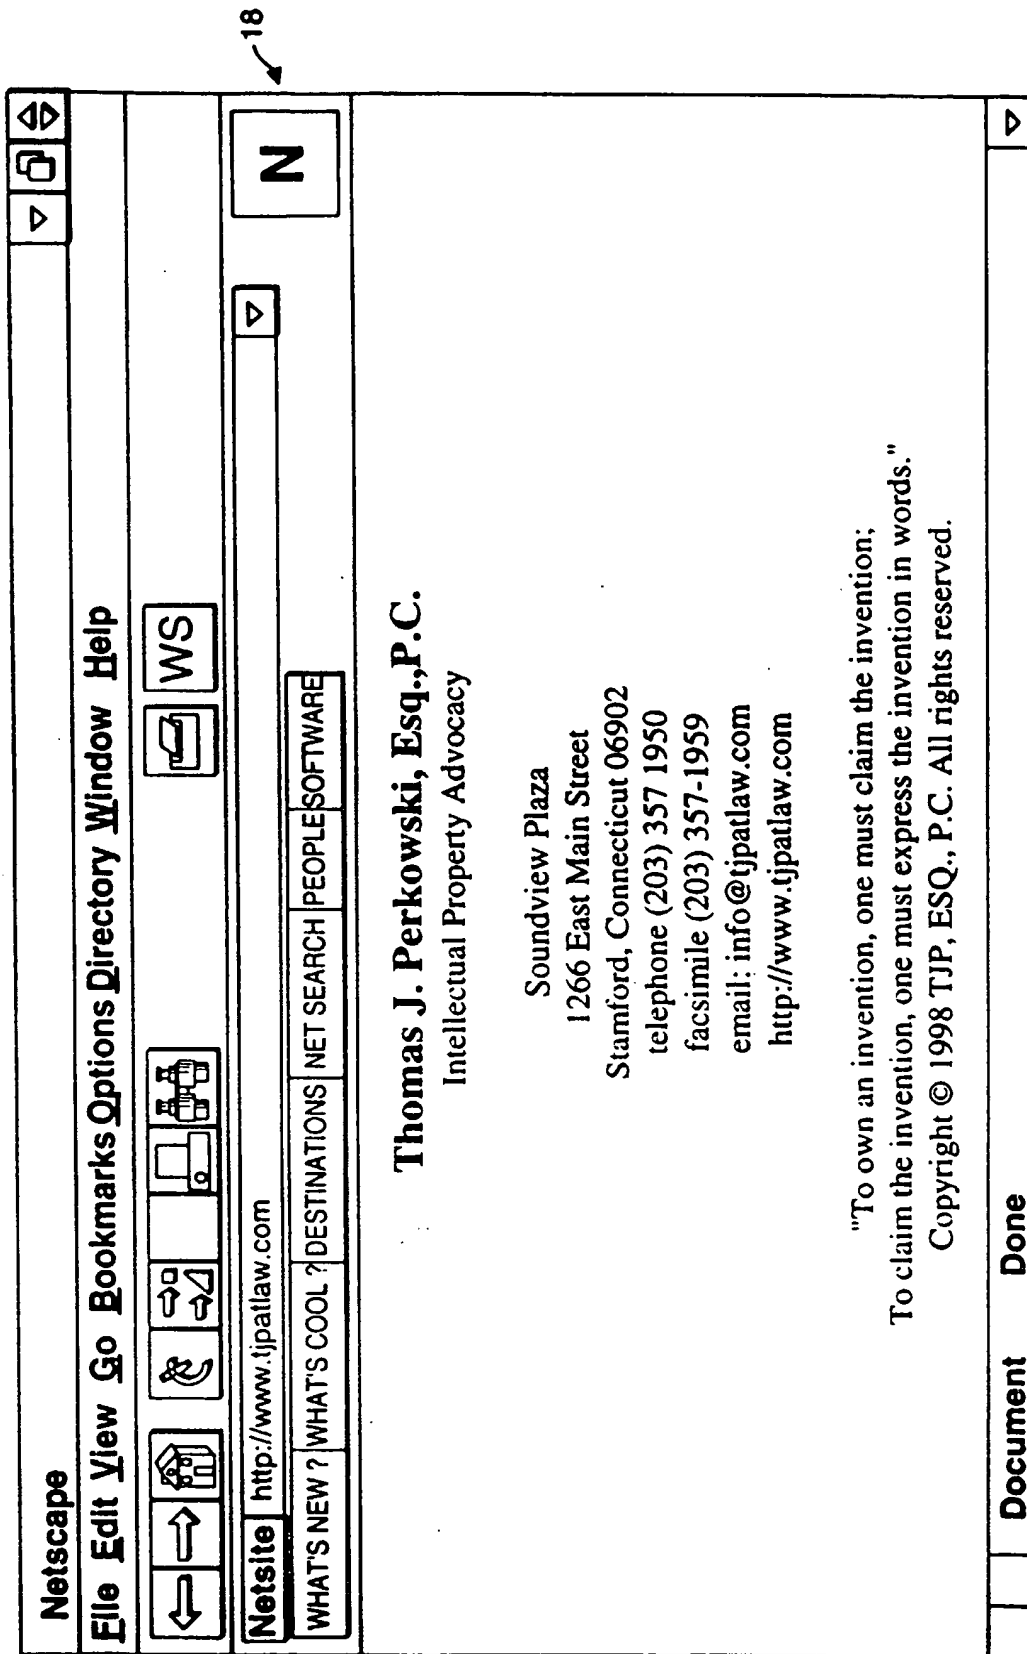 18
Netscape
File Edit View Go Bookmarks Options Directory Window Help
WS
Netsite http://www.tjpatlaw.com
N
WHAT'S NEW ? WHAT'S COOL ? DESTINATIONS NET SEARCH PEOPLE SOFTWARE
Thomas J. Perkowski, Esq.,P.C.
Intellectual Property Advocacy
Soundview Plaza
1266 East Main Street
Stamford, Connecticut 06902
telephone (203) 357 1950
facsimile (203) 357-1959
email: info@tjpatlaw.com
http://www.tjpatlaw.com
"To own an invention, one must claim the invention;
To claim the invention, one must express the invention in words."
Copyright © 1998 TJP, ESQ., P.C. All rights reserved.
Document Done